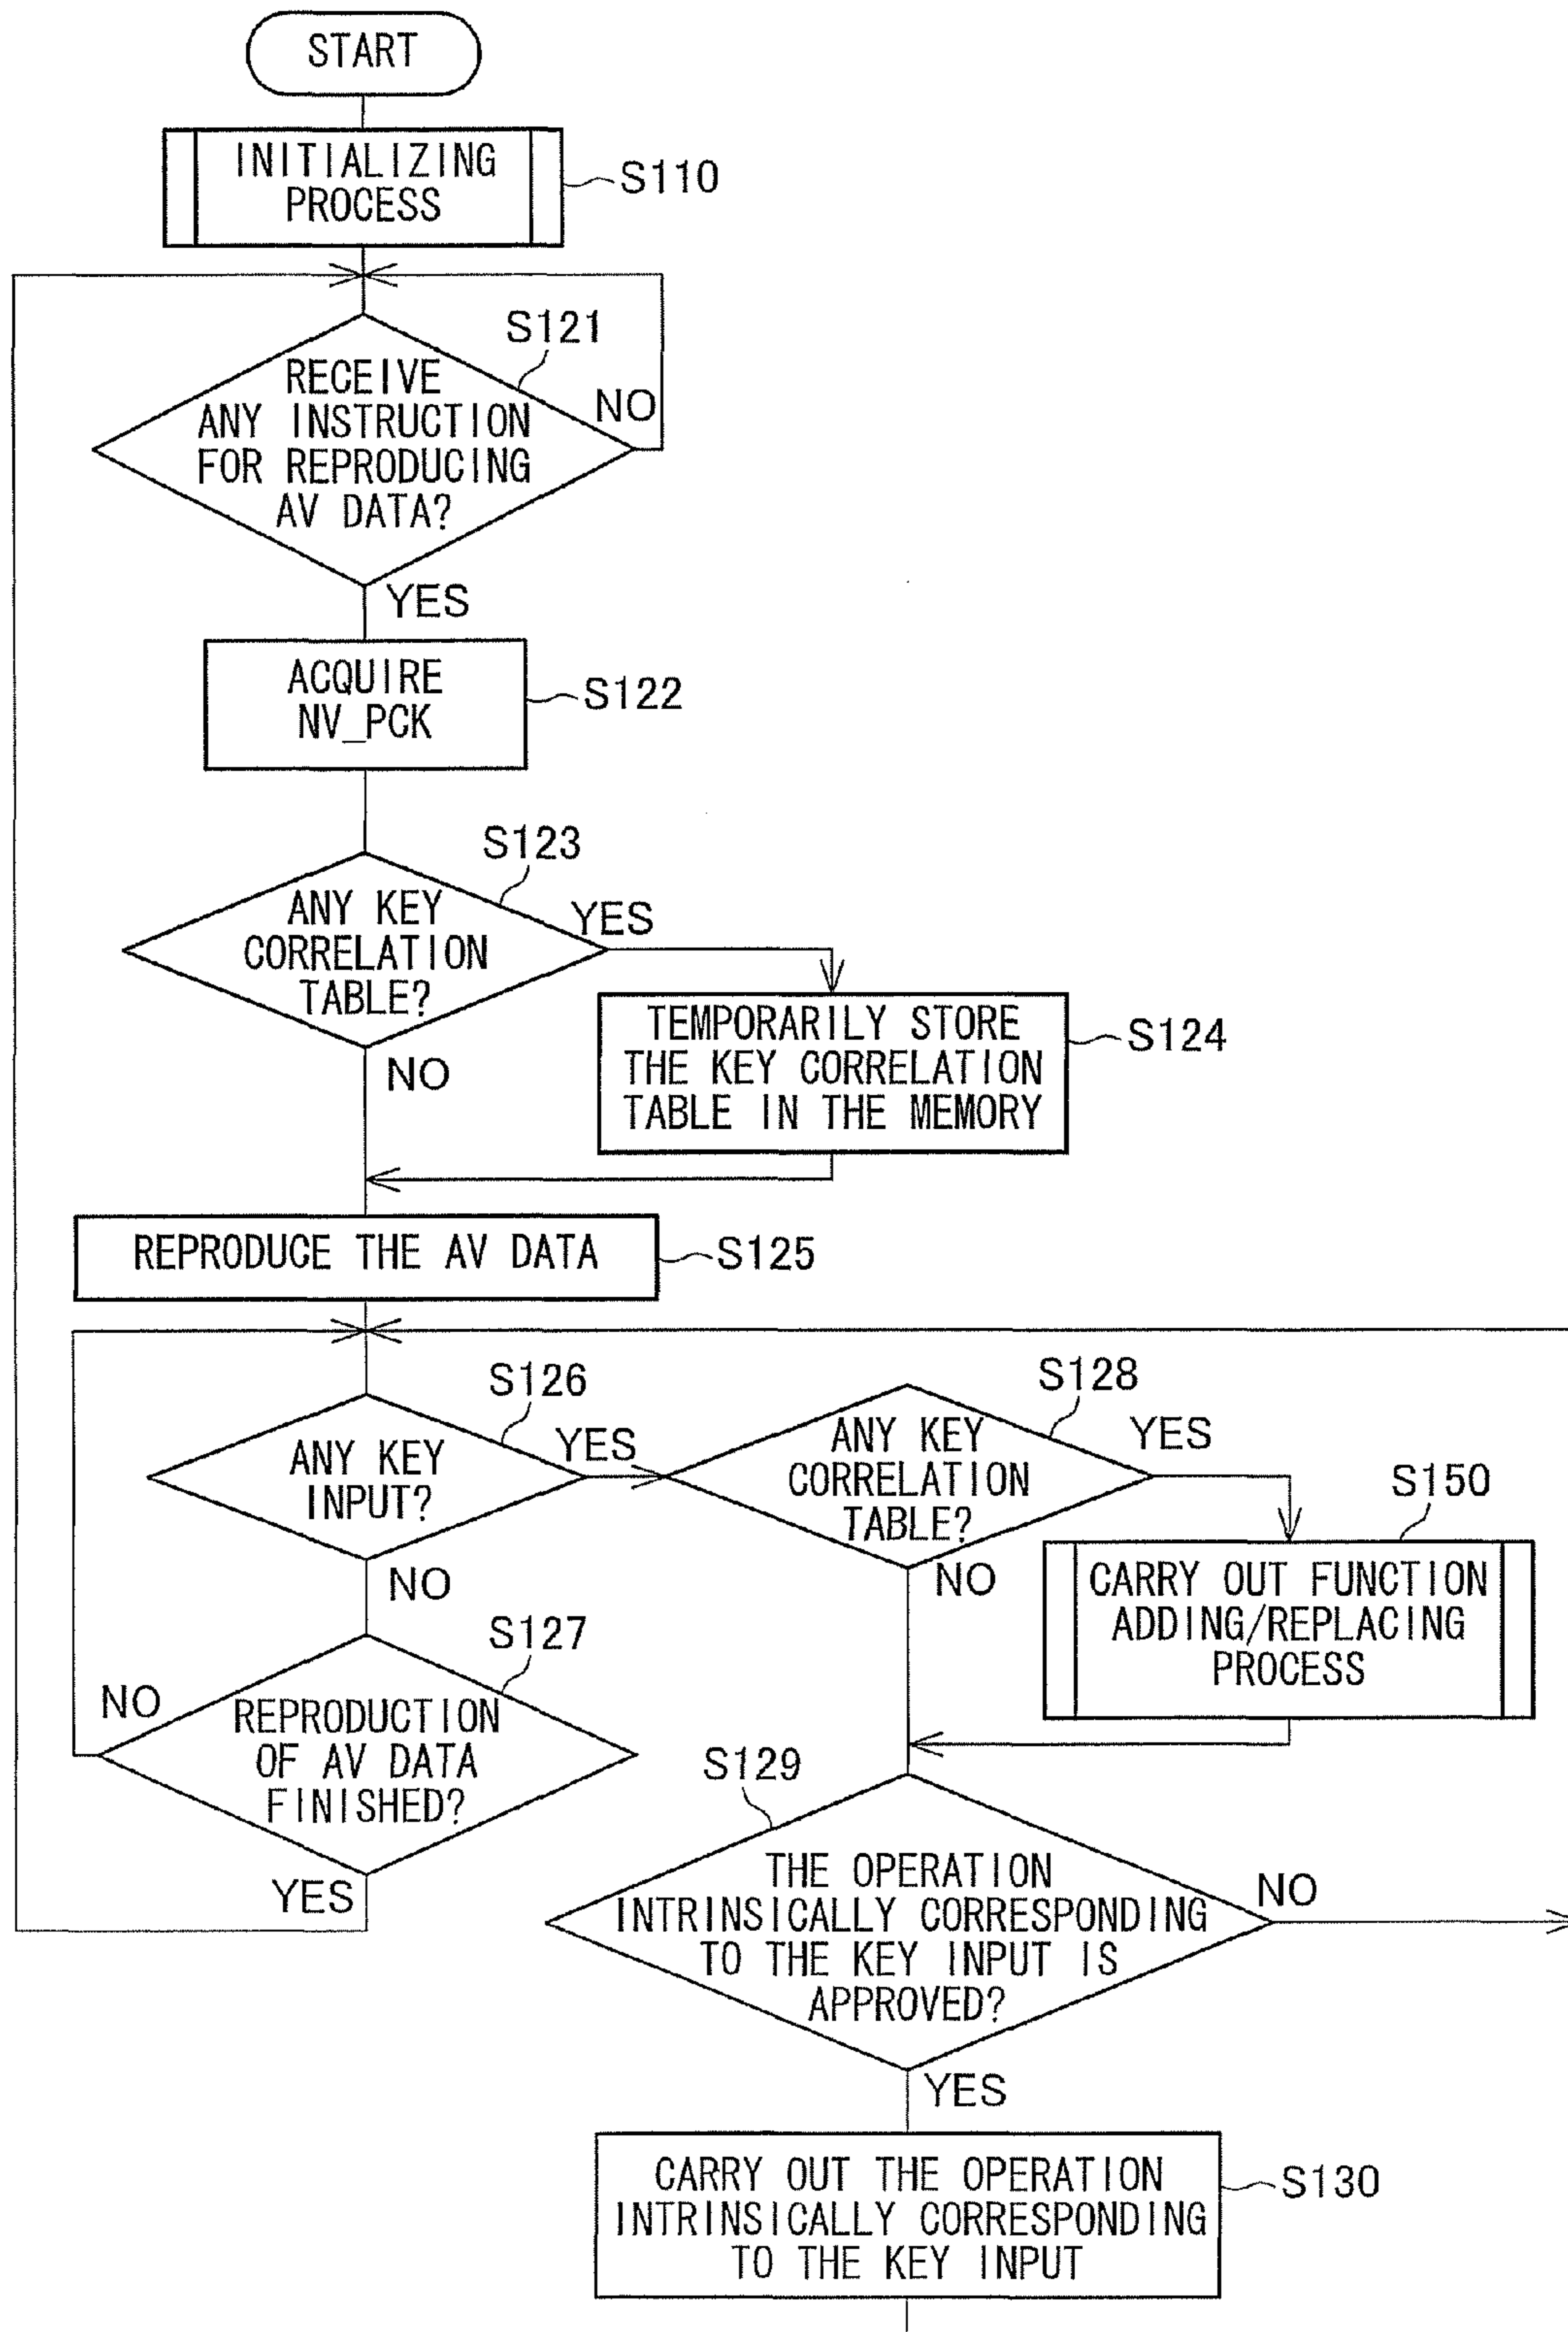 START
INITIALIZING
PROCESS
S110
S121
RECEIVE
ANY INSTRUCTION
FOR REPRODUCING
AV DATA?
NO
YES
ACQUIRE
NV_PCK
S122
S123
ANY KEY
CORRELATION
TABLE?
YES
NO
TEMPORARILY STORE
THE KEY CORRELATION
TABLE IN THE MEMORY
S124
REPRODUCE THE AV DATA
S125
S126
ANY KEY
INPUT?
YES
NO
S128
ANY KEY
CORRELATION
TABLE?
YES
NO
S150
CARRY OUT FUNCTION
ADDING/REPLACING
PROCESS
S127
REPRODUCTION
OF AV DATA
FINISHED?
NO
YES
S129
THE OPERATION
INTRINSICALLY CORRESPONDING
TO THE KEY INPUT IS
APPROVED?
NO
YES
CARRY OUT THE OPERATION
INTRINSICALLY CORRESPONDING
TO THE KEY INPUT
S130